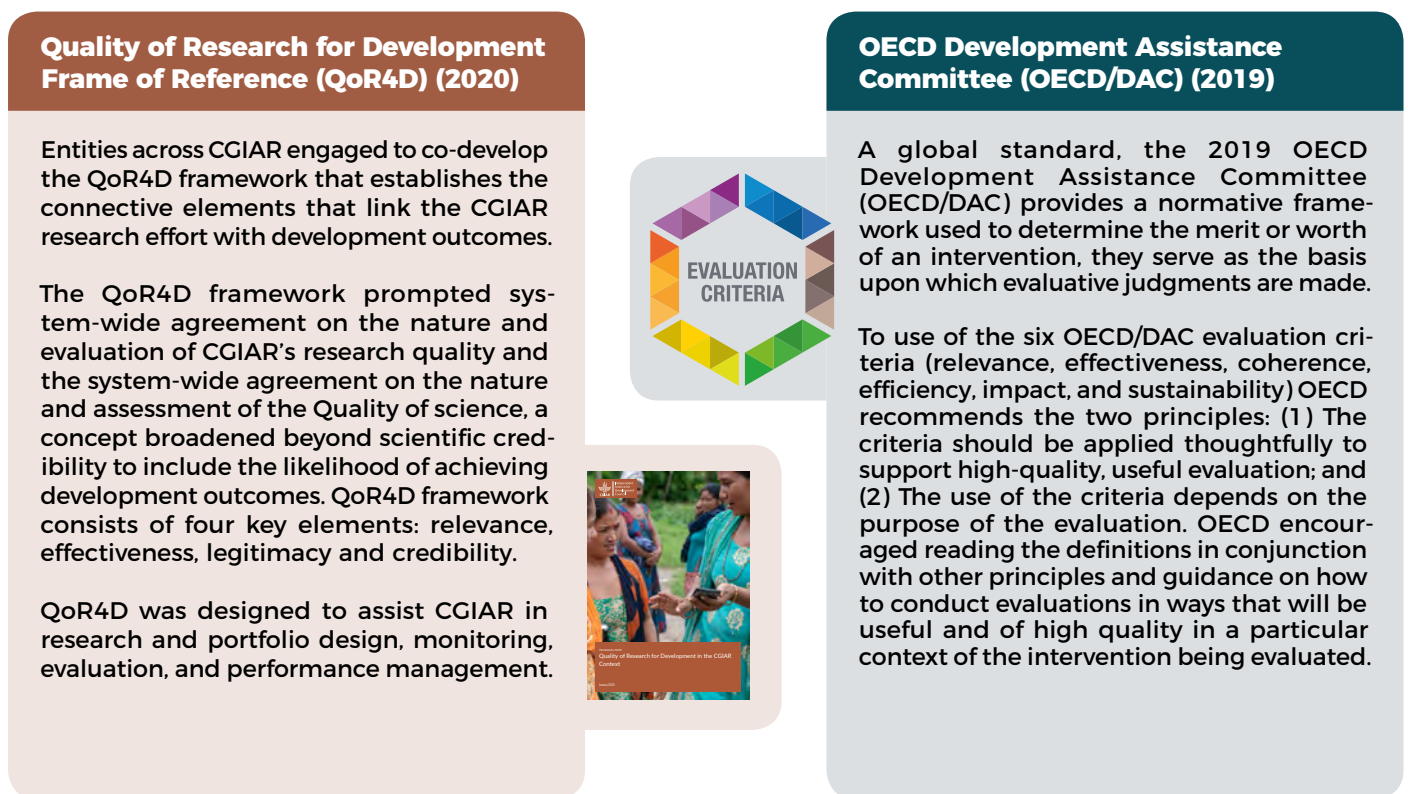 Quality of Research for Development
Frame of Reference (QoR4D) (2020)
Entities across CGIAR engaged to co-develop
the QoR4D framework that establishes the
connective elements that link the CGIAR
research effort with development outcomes.
The QoR4D framework prompted sys-
tem-wide agreement on the nature and
evaluation of CGIAR's research quality and
the system-wide agreement on the nature
and assessment of the Quality of science, a
concept broadened beyond scientific cred-
ibility to include the likelihood of achieving
development outcomes. QoR4D framework
consists of four key elements: relevance,
effectiveness, legitimacy and credibility.
QoR4D was designed to assist CGIAR in
research and portfolio design, monitoring,
evaluation, and performance management.
EVALUATION
CRITERIA
Quality of Research for Development in the CGIAR
Context
OECD Development Assistance
Committee (OECD/DAC) (2019)
A global standard, the 2019 OECD
Development Assistance Committee
(OECD/DAC) provides a normative frame-
work used to determine the merit or worth
of an intervention, they serve as the basis
upon which evaluative judgments are made.
To use of the six OECD/DAC evaluation cri-
teria (relevance, effectiveness, coherence,
efficiency, impact, and sustainability) OECD
recommends the two principles: (1) The
criteria should be applied thoughtfully to
support high-quality, useful evaluation; and
(2) The use of the criteria depends on the
purpose of the evaluation. OECD encour-
aged reading the definitions in conjunction
with other principles and guidance on how
to conduct evaluations in ways that will be
useful and of high quality in a particular
context of the intervention being evaluated.